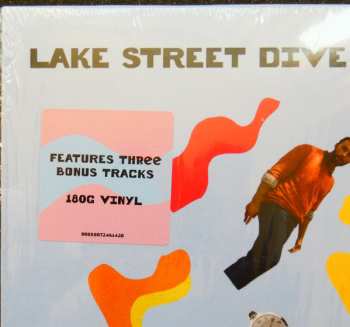 LAKE STREET DIVE
FEATURES THREE
BONUS TRACKS
180G VINYL